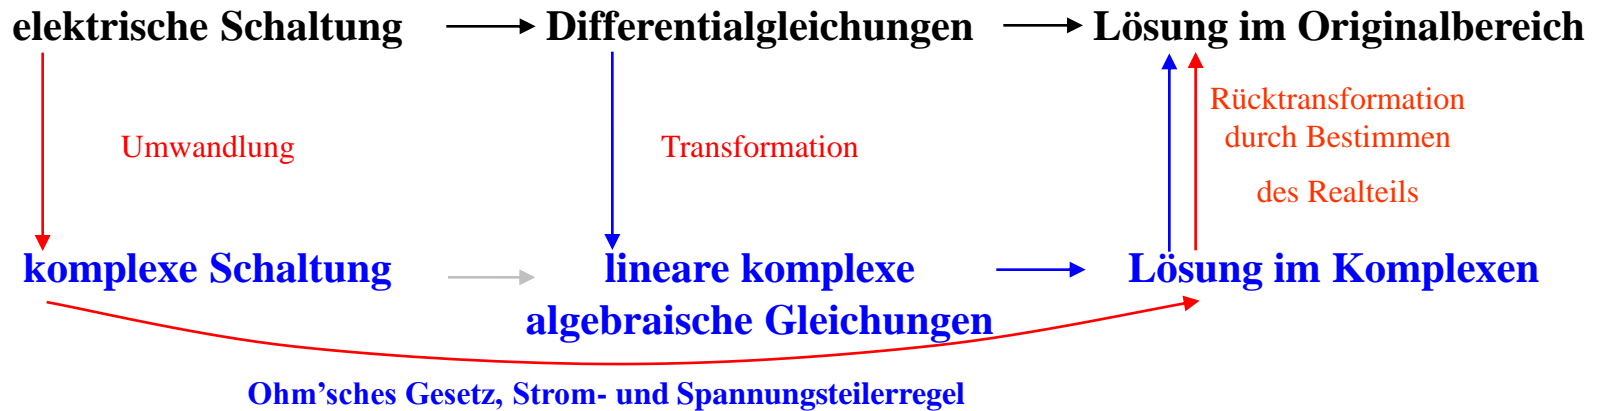 elektrische Schaltung Differentialgleichungen Lösung im Originalbereich
Umwandlung
Transformation
Rücktransformation
durch Bestimmen
des Realteils
komplexe Schaltung
lineare komplexe
algebraische Gleichungen
Lösung im Komplexen
Ohm’sches Gesetz, Strom- und Spannungsteilerregel